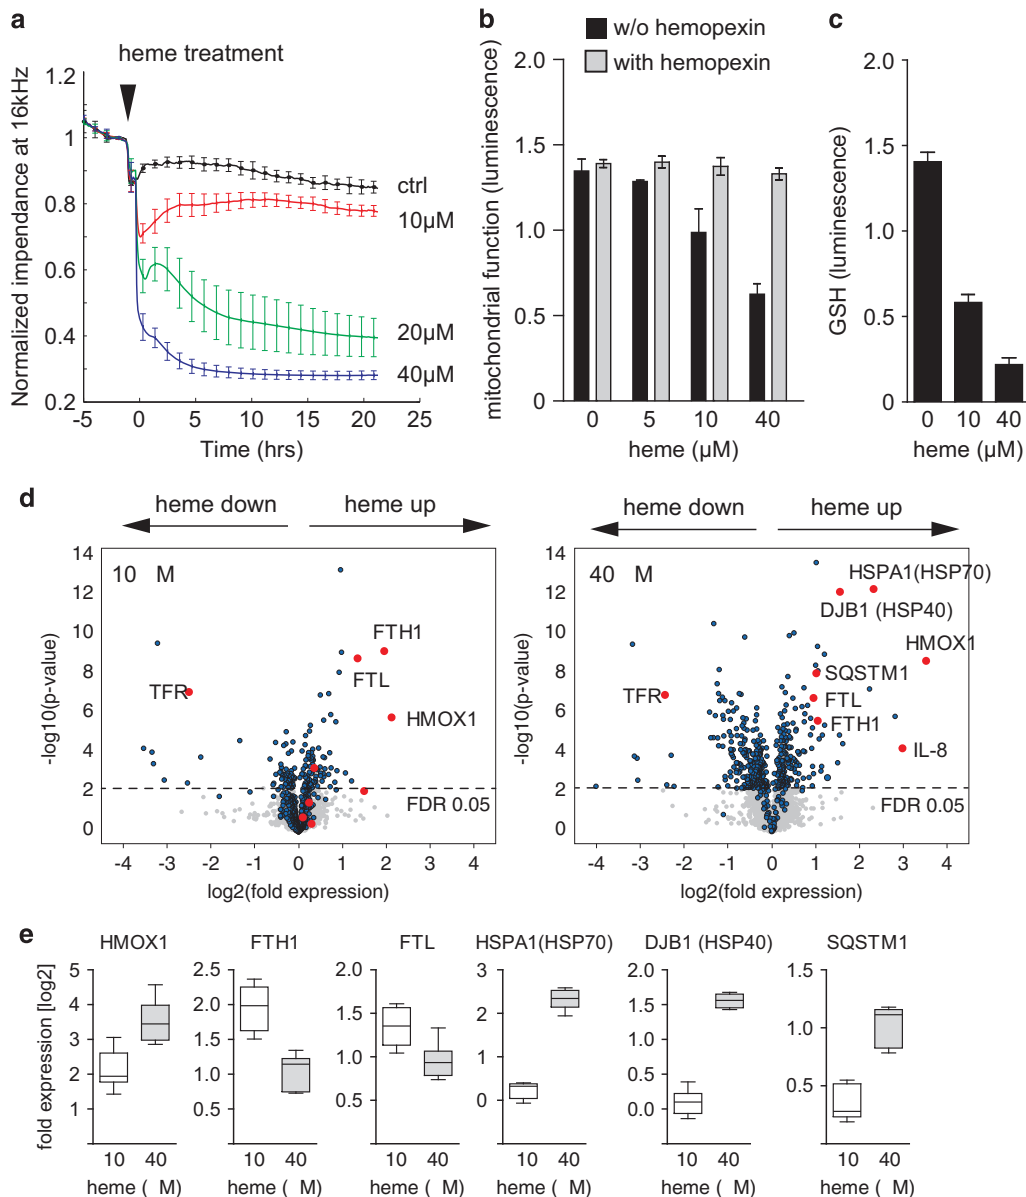 a
heme treatment
Normalized impendance at 16kHz
1.2
1
0.8
0.6
0.4
0.2
-5 0 5 10 15 20 25
Time (hrs)
ctrl
10µM
20µM
40µM
b
w/o hemopexin
with hemopexin
mitochondrial function (luminescence)
2.0
1.5
1.0
0.5
0
0 5 10 40
heme (µM)
c
GSH (luminescence)
2.0
1.5
1.0
0.5
0
0 10 40
heme (µM)
d
heme down heme up
10 M
-log10(p-value)
14
12
10
8
6
4
2
0
FTH1
FTL
TFR
HMOX1
FDR 0.05
-4 -3 -2 -1 0 1 2 3 4
log2(fold expression)
heme down heme up
40 M
-log10(p-value)
14
12
10
8
6
4
2
0
HSPA1(HSP70)
DJB1 (HSP40)
HMOX1
SQSTM1
TFR
FTL
FTH1
IL-8
FDR 0.05
-4 -3 -2 -1 0 1 2 3 4
log2(fold expression)
e
fold expression [log2]
HMOX1
5
4
3
2
1
10 40
heme ( M)
FTH1
2.5
2.0
1.5
1.0
0.5
10 40
heme ( M)
FTL
2.0
1.5
1.0
0.5
10 40
heme ( M)
HSPA1(HSP70)
3
2
1
0
10 40
heme ( M)
DJB1 (HSP40)
2.0
1.5
1.0
0.5
0.0
10 40
heme ( M)
SQSTM1
1.5
1.0
0.5
10 40
heme ( M)